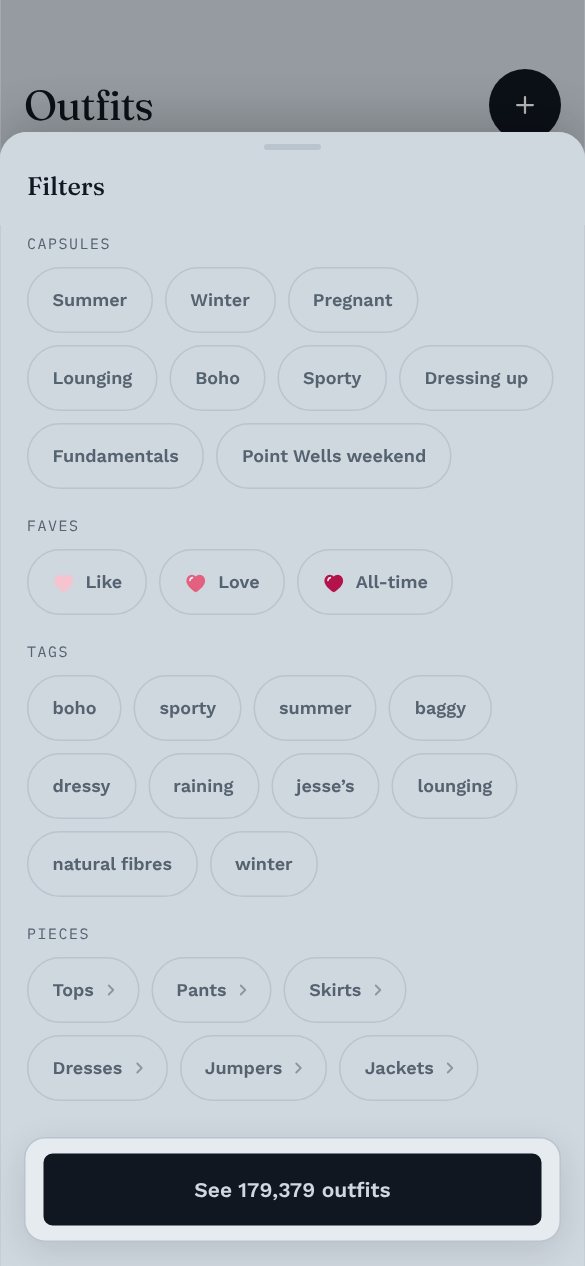 Outfits
Filters
CAPSULES
Summer Winter Pregnant
Lounging Boho Sporty Dressing up
Fundamentals Point Wells weekend
FAVES
Like Love All-time
TAGS
boho sporty summer baggy
dressy raining jesse’s lounging
natural fibres winter
PIECES
Tops Pants Skirts
Dresses Jumpers Jackets
See 179,379 outfits